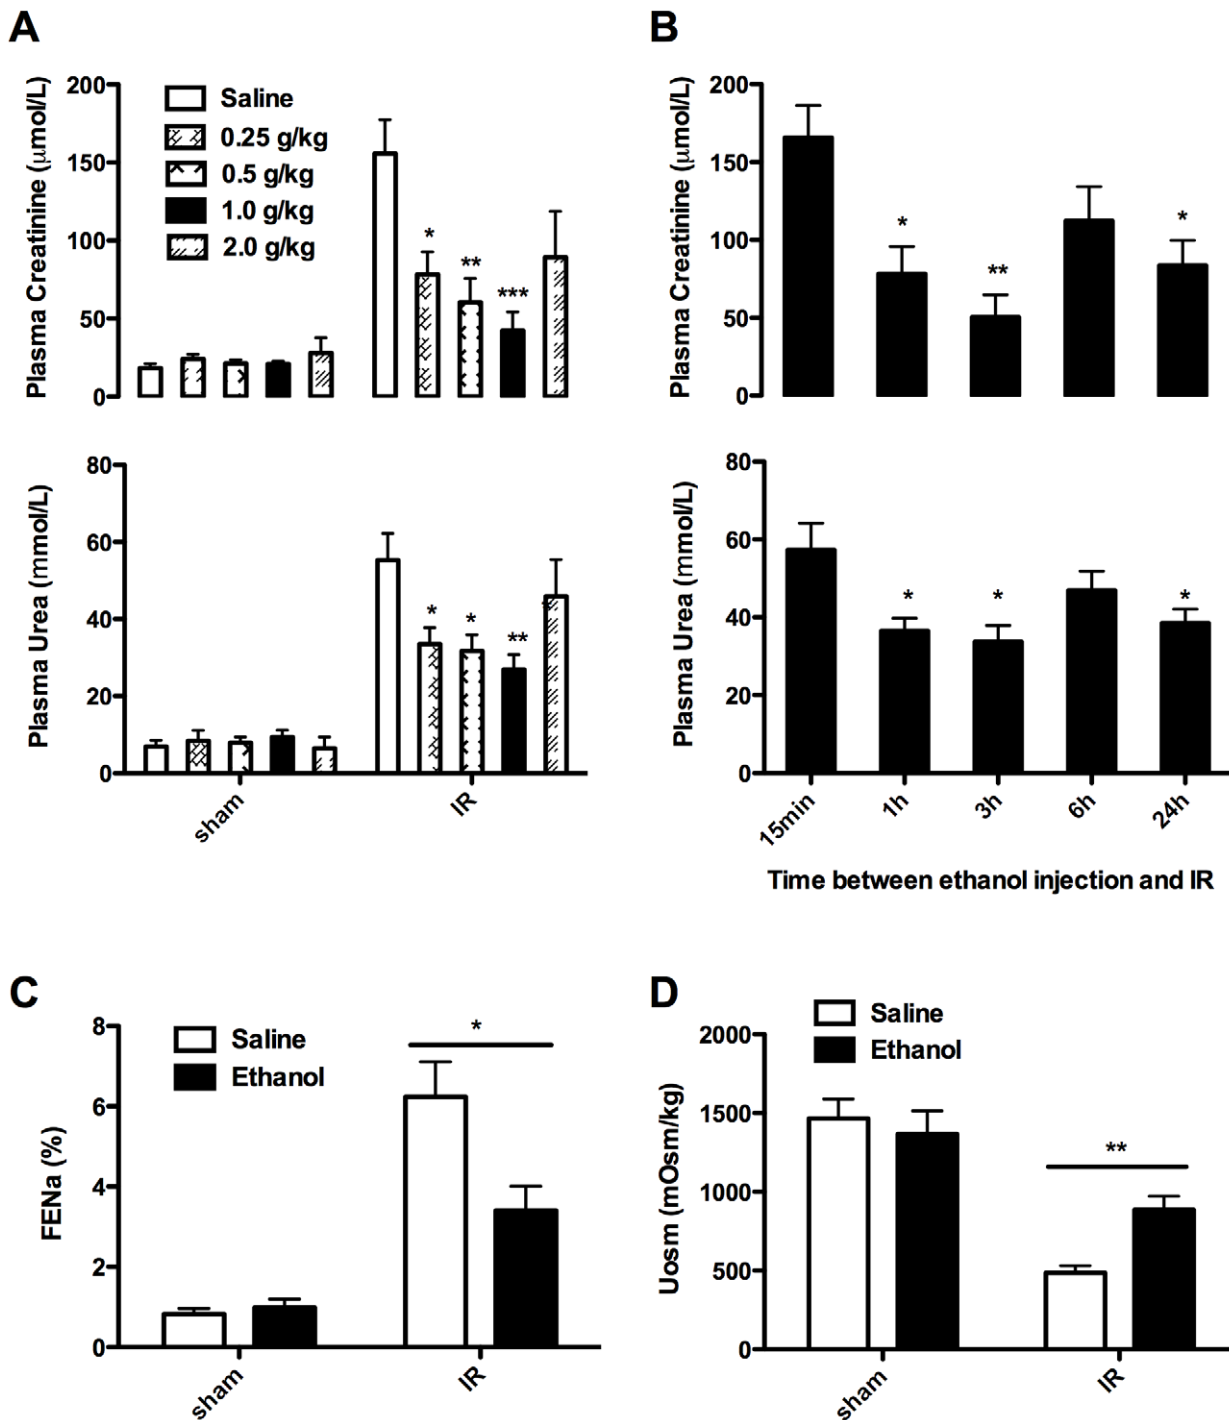 A
B
Plasma Creatinine (μmol/L)
200
150
100
50
0
Saline
0.25 g/kg
0.5 g/kg
1.0 g/kg
2.0 g/kg
*
**
***
Plasma Creatinine (μmol/L)
200
150
100
50
0
*
**
*
Plasma Urea (mmol/L)
80
60
40
20
0
*
*
**
sham
IR
Plasma Urea (mmol/L)
80
60
40
20
0
*
*
*
15min
1h
3h
6h
24h
Time between ethanol injection and IR
C
D
FENa (%)
8
6
4
2
0
Saline
Ethanol
*
sham
IR
Uosm (mOsm/kg)
2000
1500
1000
500
0
Saline
Ethanol
**
sham
IR